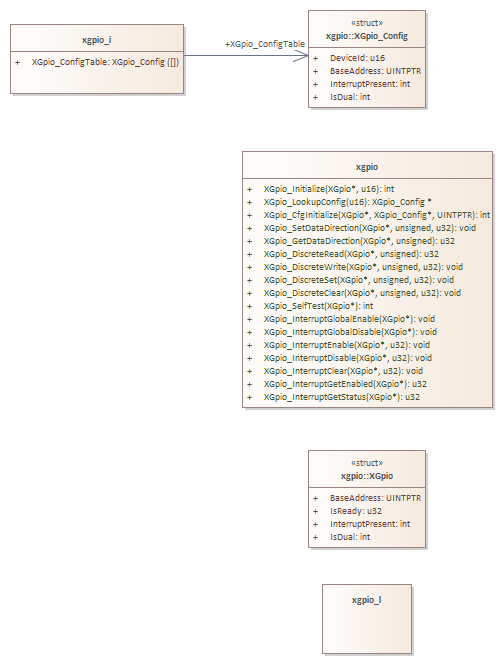 xgpio_i
+ XGpio_ConfigTable: XGpio_Config ([])
+XGpio_ConfigTable
«struct»
xgpio::XGpio_Config
+ DeviceId: u16
+ BaseAddress: UINTPTR
+ InterruptPresent: int
+ IsDual: int
xgpio
+ XGpio_Initialize(XGpio*, u16): int
+ XGpio_LookupConfig(u16): XGpio_Config *
+ XGpio_CfgInitialize(XGpio*, XGpio_Config*, UINTPTR): int
+ XGpio_SetDataDirection(XGpio*, unsigned, u32): void
+ XGpio_GetDataDirection(XGpio*, unsigned): u32
+ XGpio_DiscreteRead(XGpio*, unsigned): u32
+ XGpio_DiscreteWrite(XGpio*, unsigned, u32): void
+ XGpio_DiscreteSet(XGpio*, unsigned, u32): void
+ XGpio_DiscreteClear(XGpio*, unsigned, u32): void
+ XGpio_SelfTest(XGpio*): int
+ XGpio_InterruptGlobalEnable(XGpio*): void
+ XGpio_InterruptGlobalDisable(XGpio*): void
+ XGpio_InterruptEnable(XGpio*, u32): void
+ XGpio_InterruptDisable(XGpio*, u32): void
+ XGpio_InterruptClear(XGpio*, u32): void
+ XGpio_InterruptGetEnabled(XGpio*): u32
+ XGpio_InterruptGetStatus(XGpio*): u32
«struct»
xgpio::XGpio
+ BaseAddress: UINTPTR
+ IsReady: u32
+ InterruptPresent: int
+ IsDual: int
xgpio_l